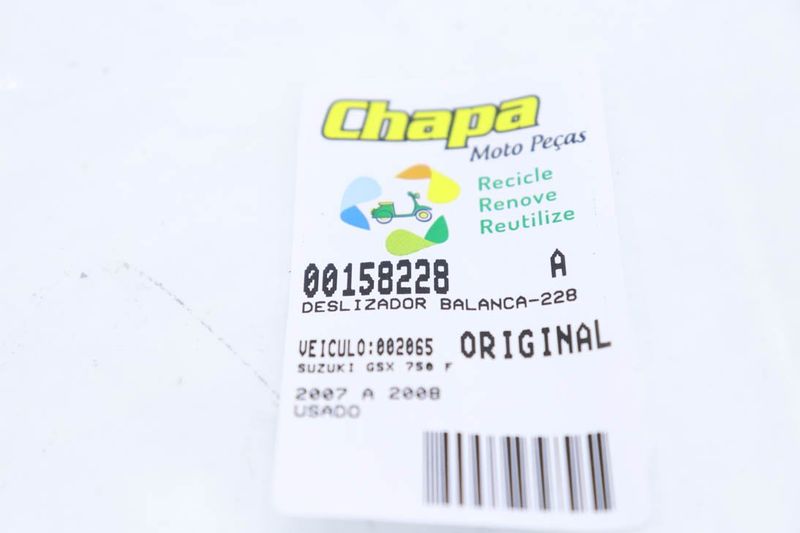 Chapa
Moto Peças
Recicle
Renove
Reutilize
00158228 A
DESLIZADOR BALANCA-228
VEICULO:002065 ORIGINAL
SUZUKI GSX 750 F
2007 A 2008
USADO